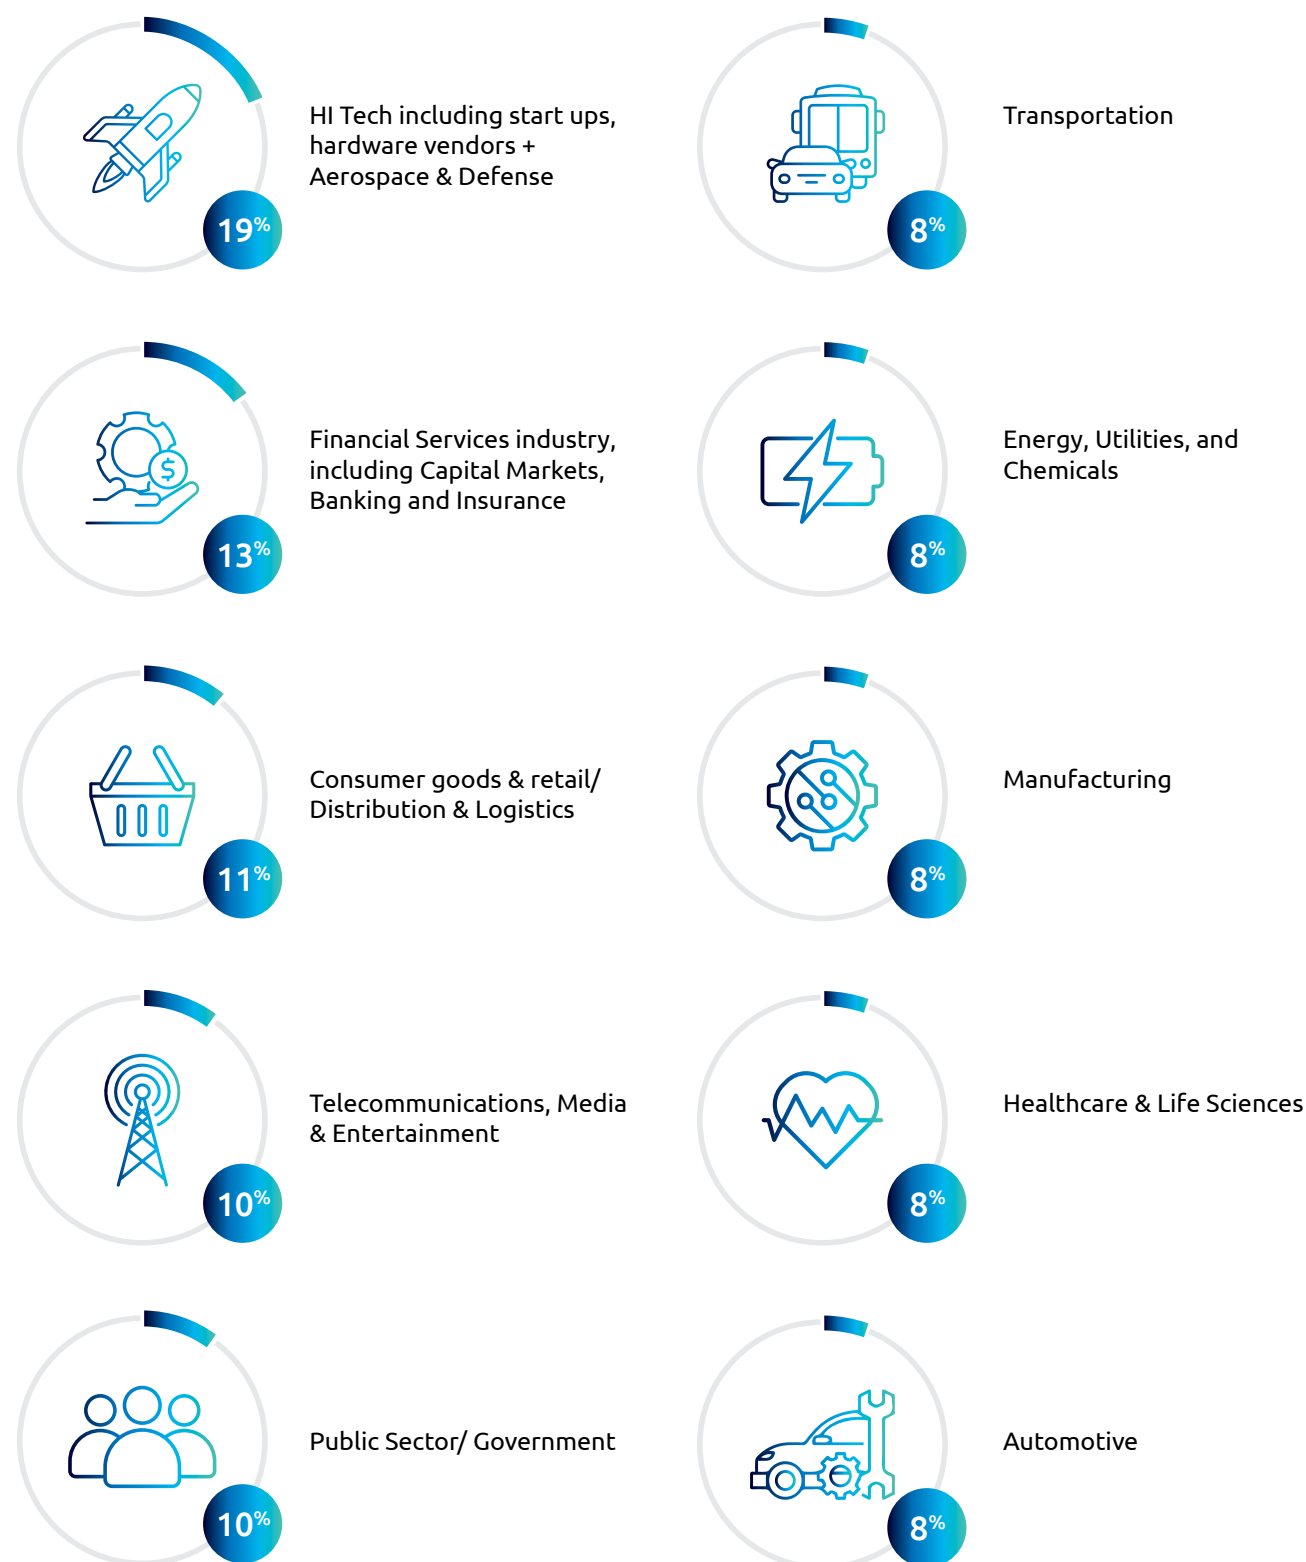 HI Tech including start ups,
hardware vendors +
Aerospace & Defense
19%
Financial Services industry,
including Capital Markets,
Banking and Insurance
13%
Consumer goods & retail/
Distribution & Logistics
11%
Telecommunications, Media
& Entertainment
10%
Public Sector/ Government
10%
Transportation
8%
Energy, Utilities, and
Chemicals
8%
Manufacturing
8%
Healthcare & Life Sciences
8%
Automotive
8%
$